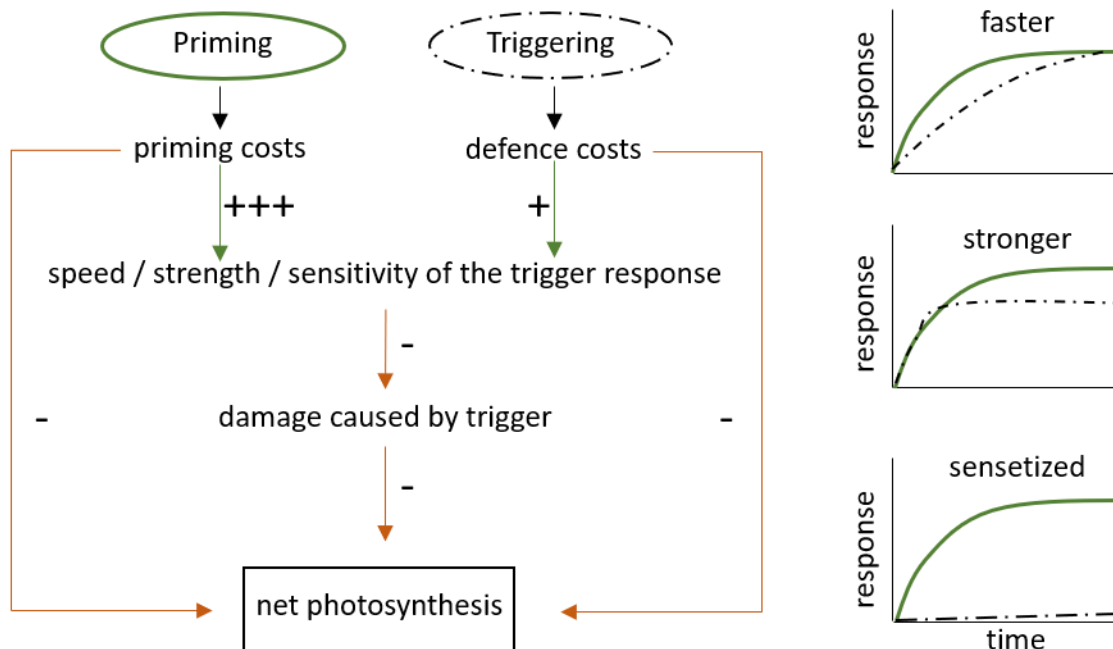 Priming
Triggering
priming costs
defence costs
+++
+
speed / strength / sensitivity of the trigger response
-
-
damage caused by trigger
-
-
net photosynthesis
faster
response
stronger
response
sensetized
response
time